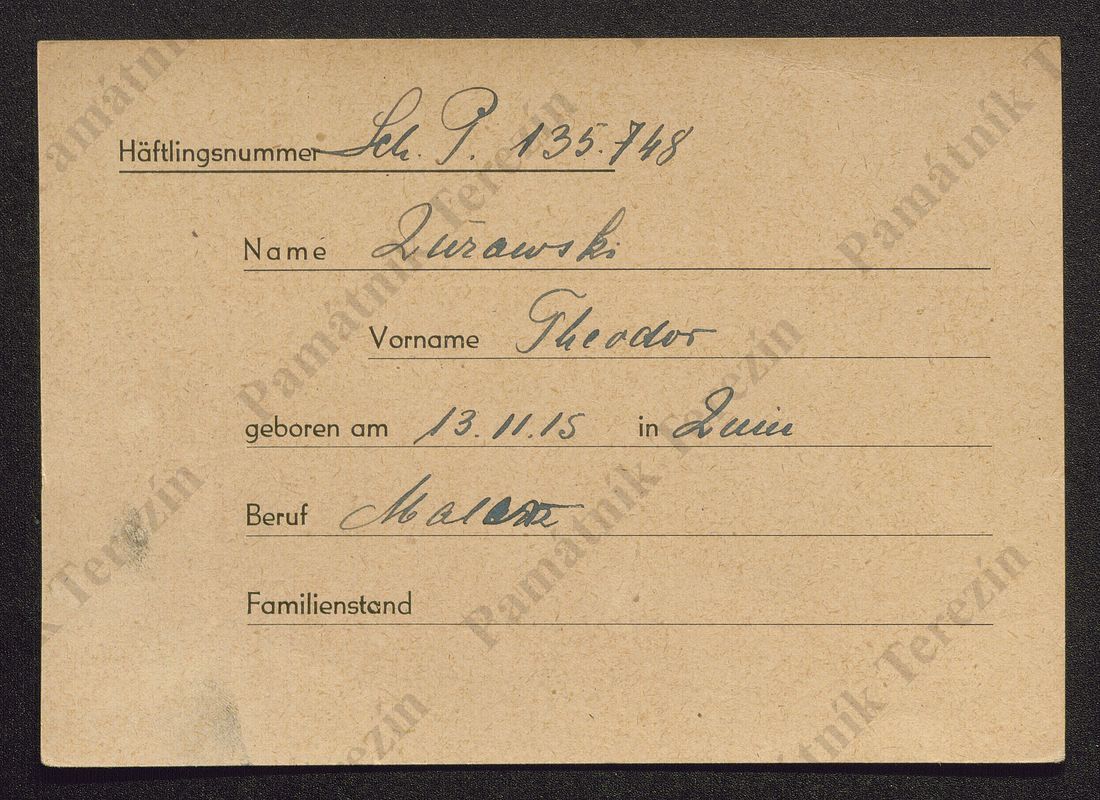 Häftlingsnummer Sch. P. 135.748
Name Zurawski
Vorname Theodor
geboren am 13.11.15 in Znin
Beruf
Familienstand
Památník Terezín